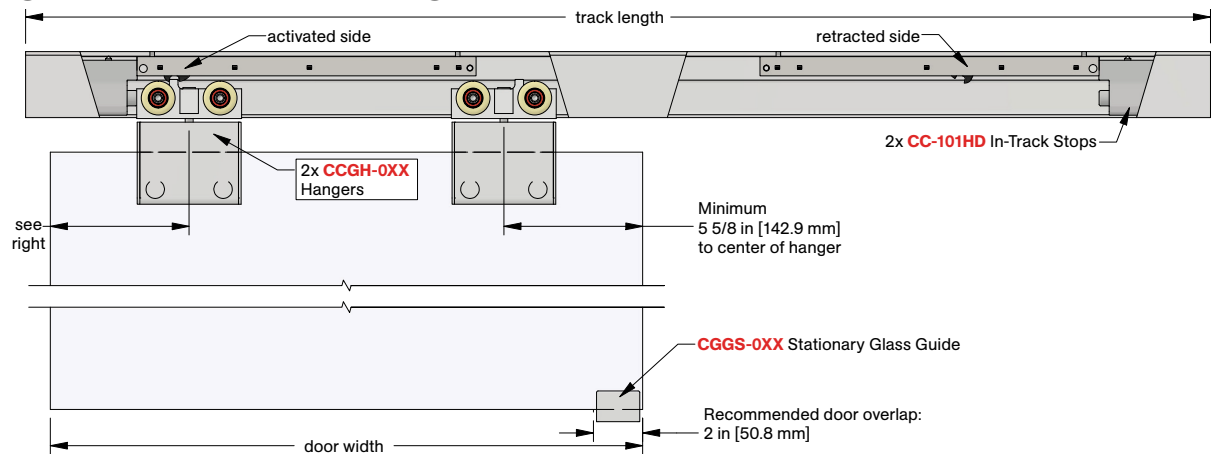 track length
activated side
retracted side
2x CC-101HD In-Track Stops
2x CCGH-0XX
Hangers
see
right
Minimum
5 5/8 in [142.9 mm]
to center of hanger
CGGS-0XX Stationary Glass Guide
Recommended door overlap:
2 in [50.8 mm]
door width